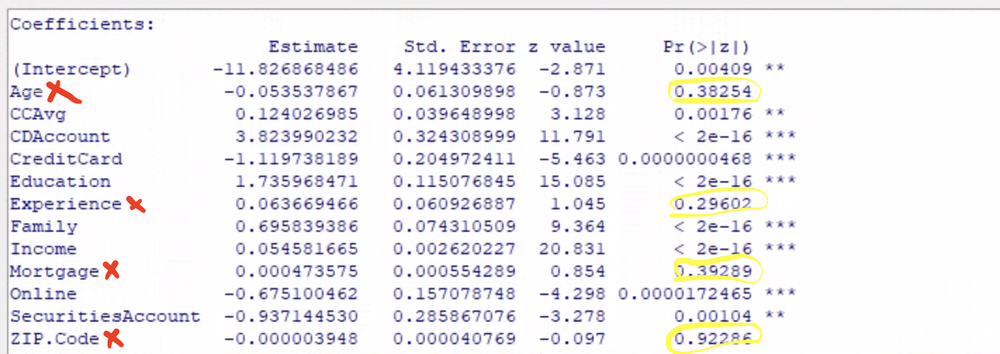 Coefficients:
Estimate Std. Error z value Pr(>|z|)
(Intercept) -11.826868486 4.119433376 -2.871 0.00409 **
Age -0.053537867 0.061309898 -0.873 0.38254
CCAvg 0.124026985 0.039648998 3.128 0.00176 **
CDAccount 3.823990232 0.324308999 11.791 < 2e-16 ***
CreditCard -1.119738189 0.204972411 -5.463 0.0000000468 ***
Education 1.735968471 0.115076845 15.085 < 2e-16 ***
Experience 0.063669466 0.060926887 1.045 0.29602
Family 0.695839386 0.074310509 9.364 < 2e-16 ***
Income 0.054581665 0.002620227 20.831 < 2e-16 ***
Mortgage 0.000473575 0.000554289 0.854 0.39289
Online -0.675100462 0.157078748 -4.298 0.0000172465 ***
SecuritiesAccount -0.937144530 0.285867076 -3.278 0.00104 **
ZIP.Code -0.000003948 0.000040769 -0.097 0.92286